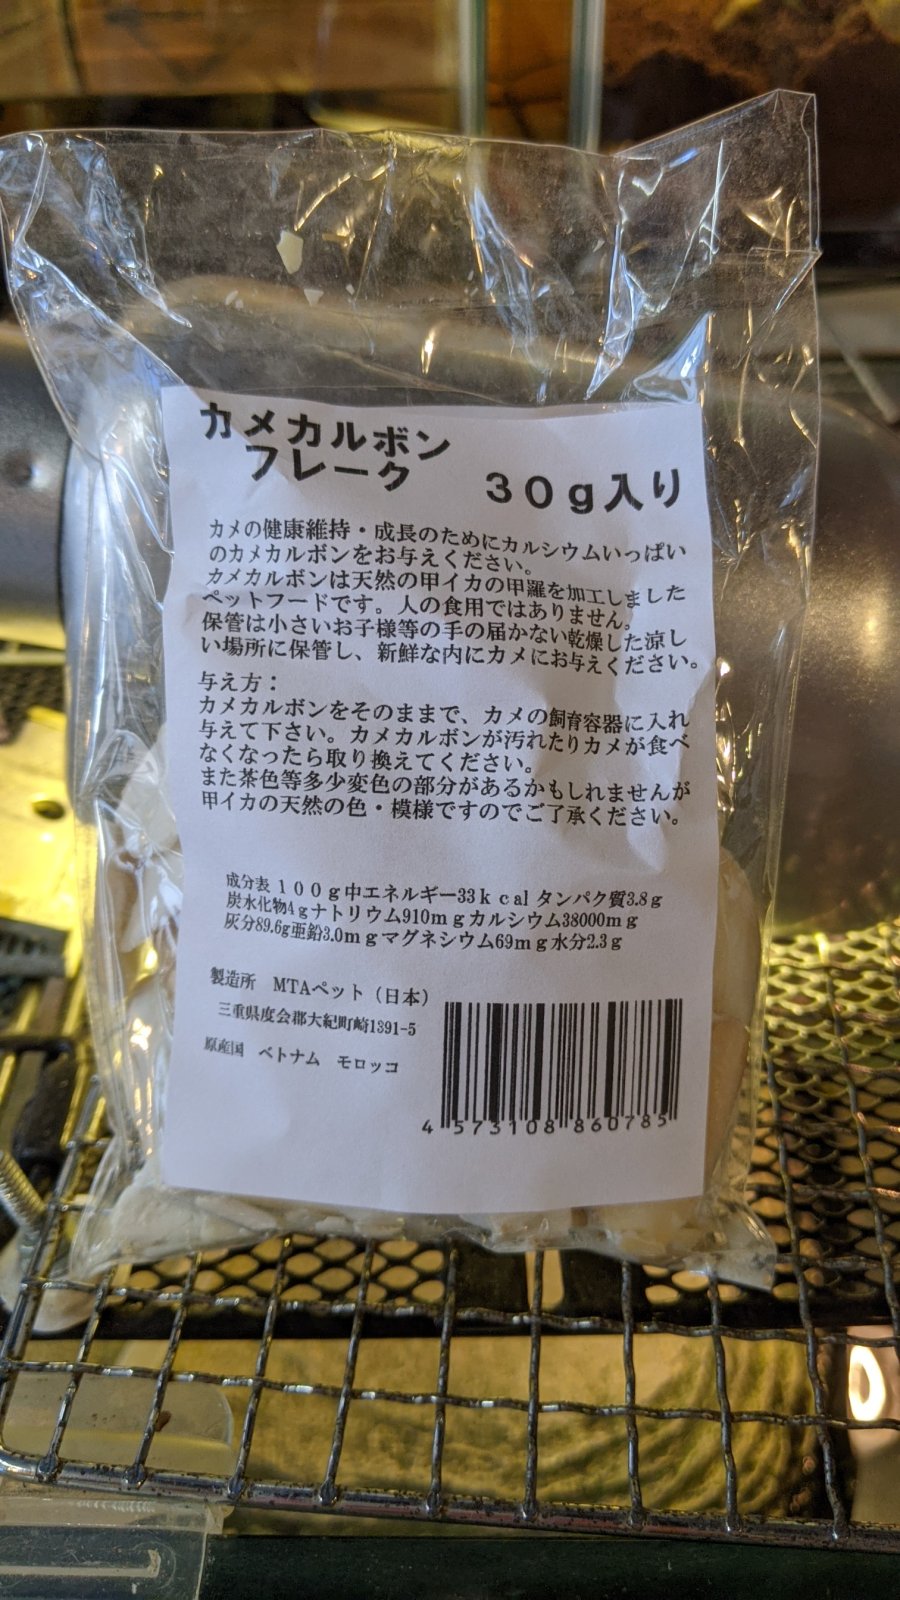 カメカルボン
フレーク　30g入り
カメの健康維持・成長のためにカルシウムいっぱい
のカメカルボンをお与えください。
カメカルボンは天然の甲イカの甲羅を加工しました
ペットフードです。人の食用ではありません。
保管は小さいお子様等の手の届かない乾燥した涼し
い場所に保管し、新鮮な内にカメにお与えください。
与え方：
カメカルボンをそのままで、カメの飼育容器に入れ
与えて下さい。カメカルボンが汚れたりカメが食べ
なくなったら取り換えてください。
また茶色等多少変色の部分があるかもしれませんが
甲イカの天然の色・模様ですのでご了承ください。
成分表１００ｇ中エネルギー33ｋcal タンパク質3.8ｇ
炭水化物4ｇナトリウム910ｍｇカルシウム38000ｍｇ
灰分89.6g亜鉛3.0ｍｇマグネシウム69ｍｇ水分2.3ｇ
製造所　MTAペット（日本）
三重県度会郡大紀町崎1391-5
原産国　ベトナム　モロッコ
4 573108 860785